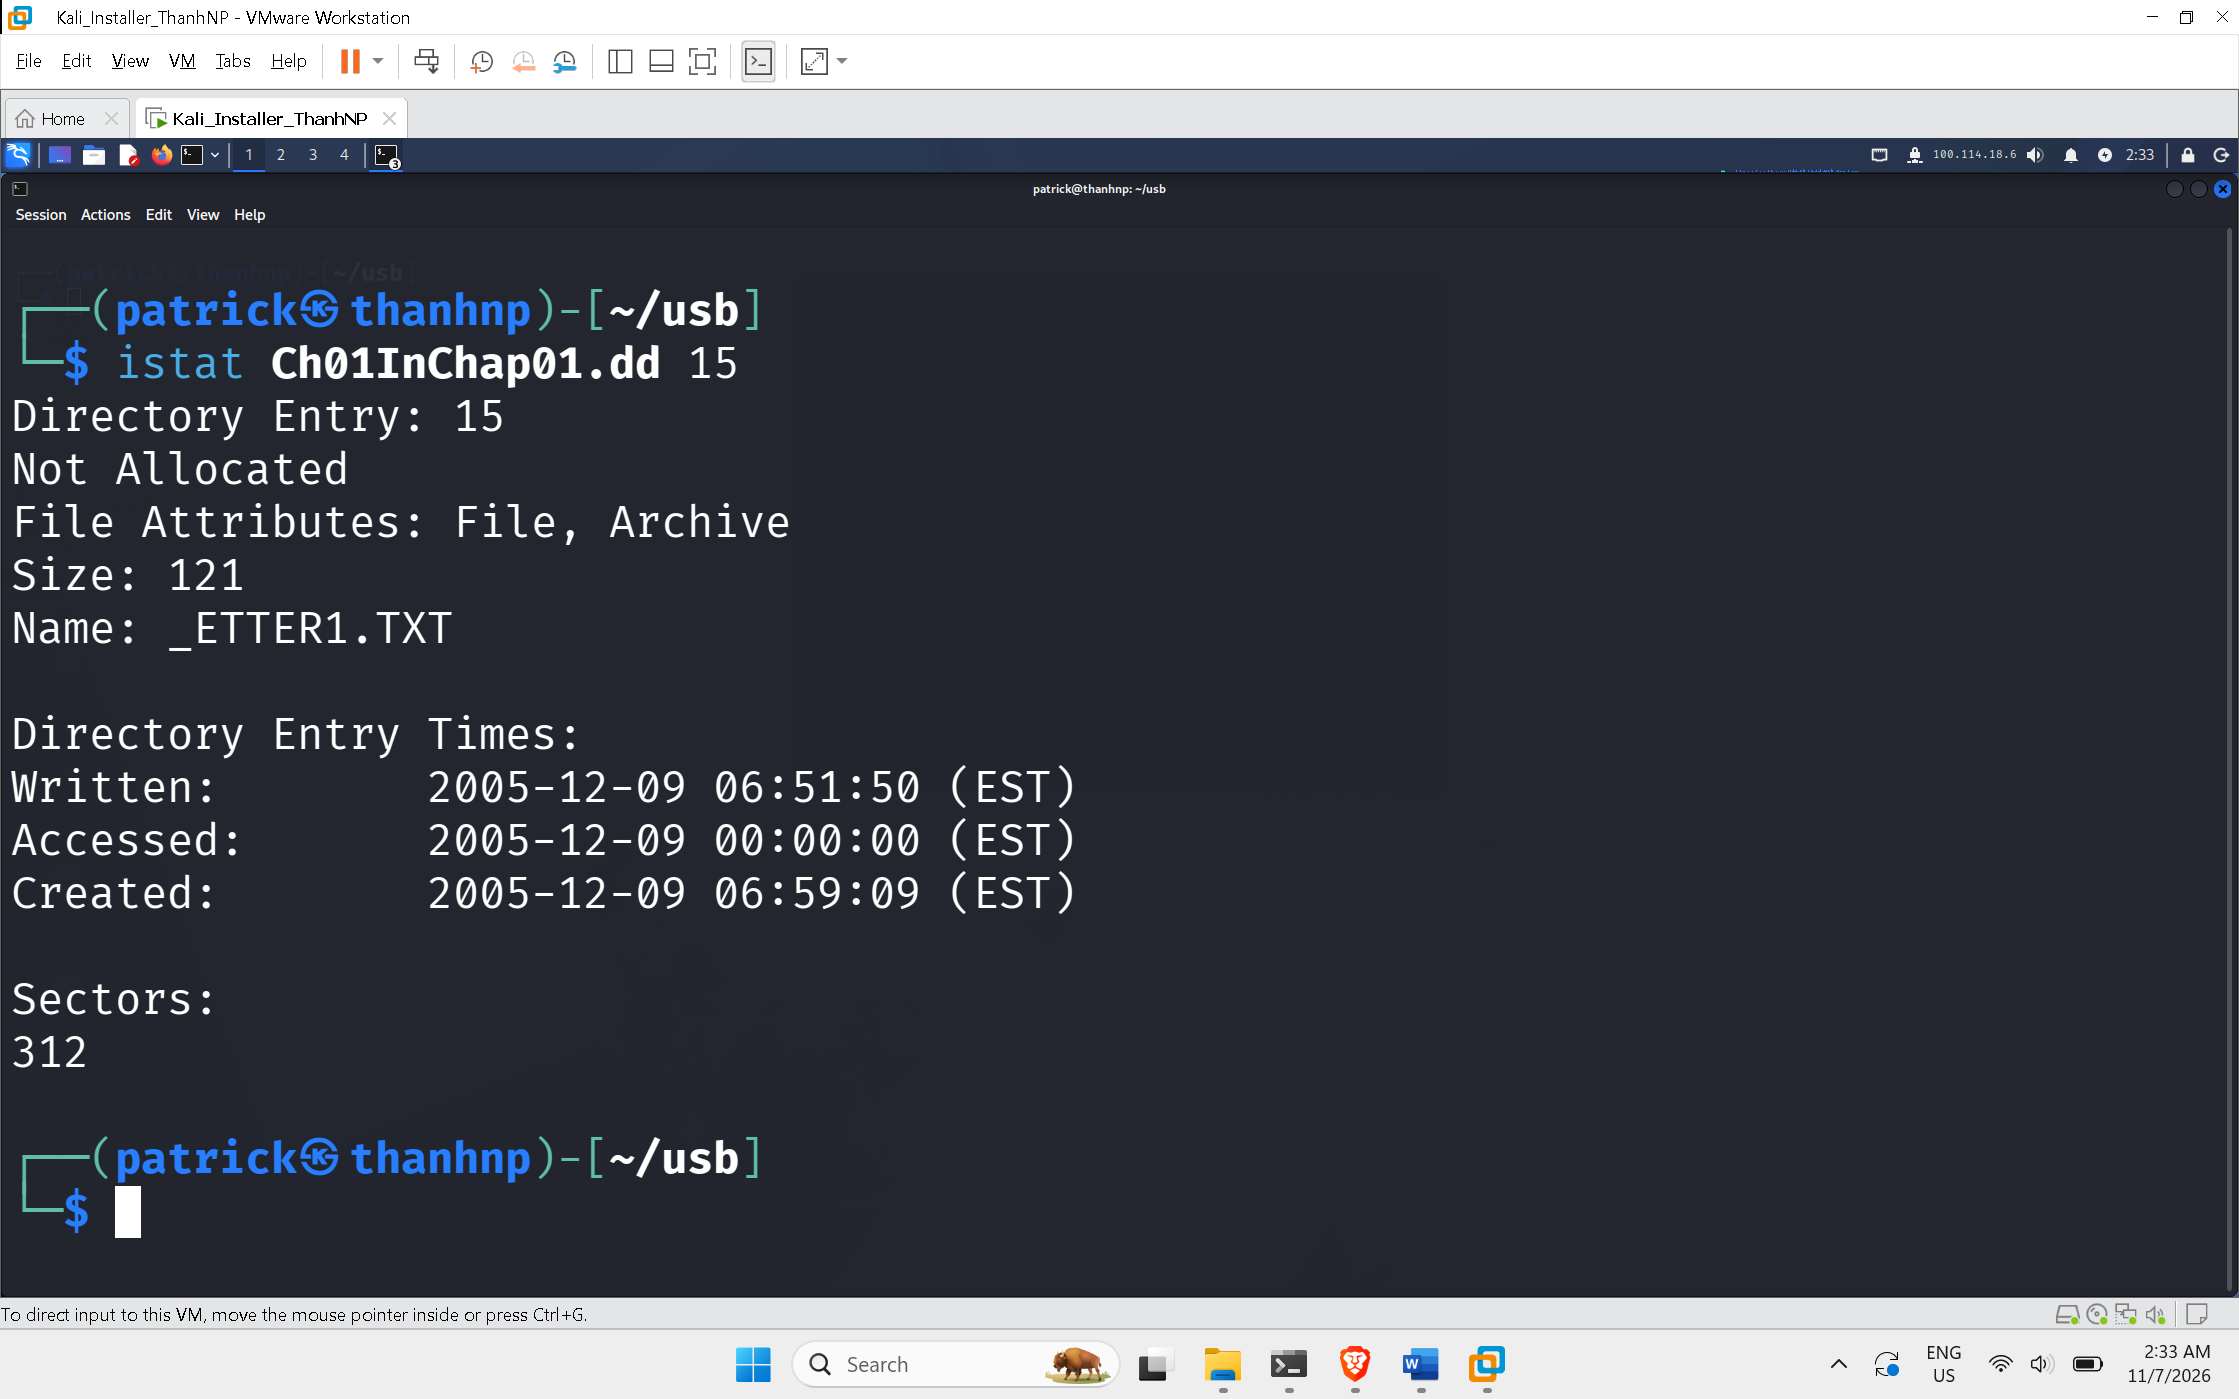 Kali_Installer_ThanhNP - VMware Workstation
File Edit View VM Tabs Help
Home Kali_Installer_ThanhNP
1 2 3 4 3 100.114.18.6 2:33
patrick@thanhnp: ~/usb
Session Actions Edit View Help
(patrick㉿thanhnp)-[~/usb]
(patrick㉿thanhnp)-[~/usb]
$ istat Ch01InChap01.dd 15
Directory Entry: 15
Not Allocated
File Attributes: File, Archive
Size: 121
Name: _ETTER1.TXT
Directory Entry Times:
Written: 2005-12-09 06:51:50 (EST)
Accessed: 2005-12-09 00:00:00 (EST)
Created: 2005-12-09 06:59:09 (EST)
Sectors:
312
(patrick㉿thanhnp)-[~/usb]
$
To direct input to this VM, move the mouse pointer inside or press Ctrl+G.
Search
ENG
US
2:33 AM
11/7/2026